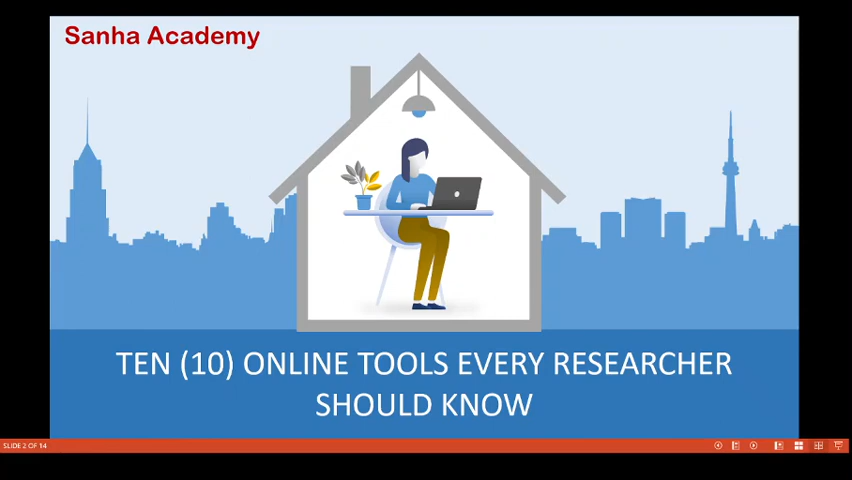 Sanha Academy
TEN (10) ONLINE TOOLS EVERY RESEARCHER
SHOULD KNOW
SLIDE 2 OF 14